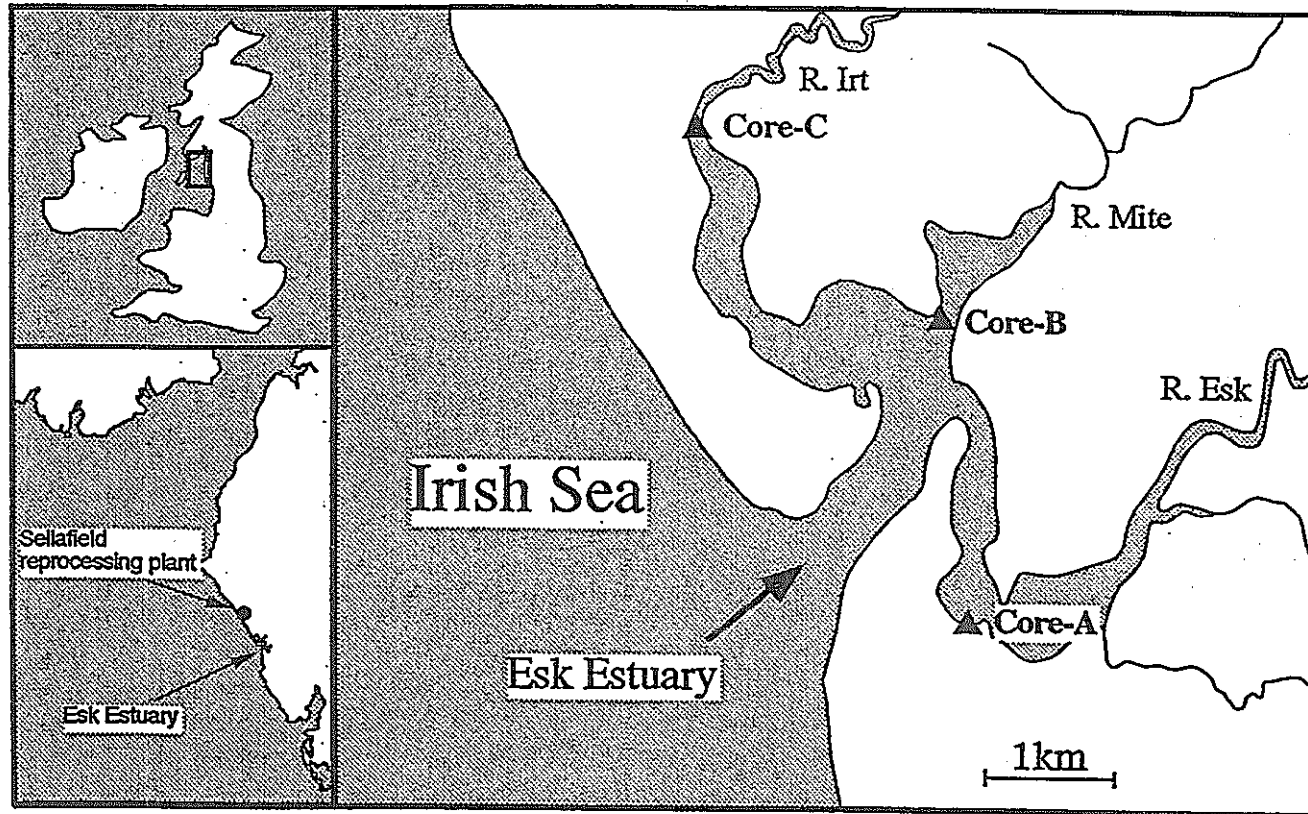 R. Irt
Core-C
R. Mite
Core-B
R. Esk
Irish Sea
Sellafield
reprocessing plant
Core-A
Esk Estuary
Esk Estuary
1km